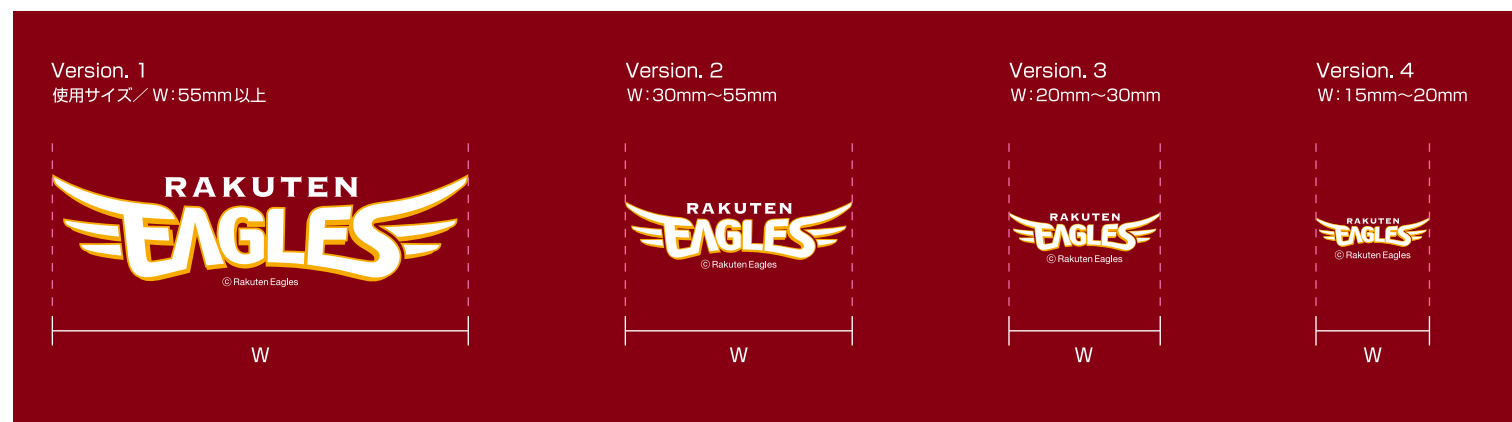 Version. 1
使用サイズ／W:55mm以上
RAKUTEN
EAGLES
© Rakuten Eagles
W
Version. 2
W:30mm〜55mm
RAKUTEN
EAGLES
© Rakuten Eagles
W
Version. 3
W:20mm〜30mm
RAKUTEN
EAGLES
© Rakuten Eagles
W
Version. 4
W:15mm〜20mm
RAKUTEN
EAGLES
© Rakuten Eagles
W